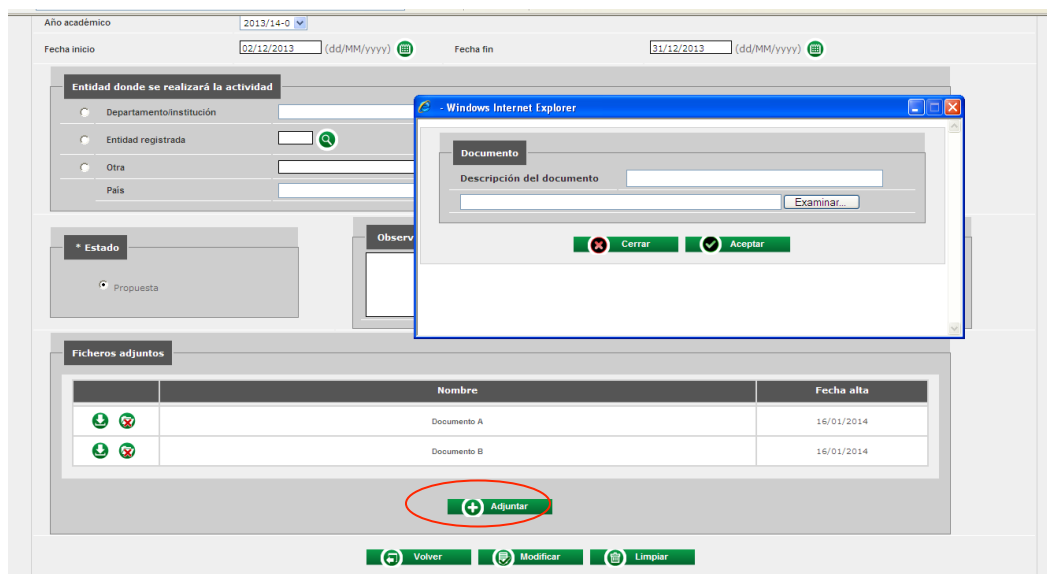 Año académico 2013/14-0
Fecha inicio 02/12/2013 (dd/MM/yyyy) Fecha fin 31/12/2013 (dd/MM/yyyy)
Entidad donde se realizará la actividad
Departamento/institución
Entidad registrada
Otra
País
- Windows Internet Explorer
Documento
Descripción del documento
Examinar...
Cerrar Aceptar
* Estado
Propuesta
Observ
Ficheros adjuntos
Nombre Fecha alta
Documento A 16/01/2014
Documento B 16/01/2014
Adjuntar
Volver Modificar Limpiar